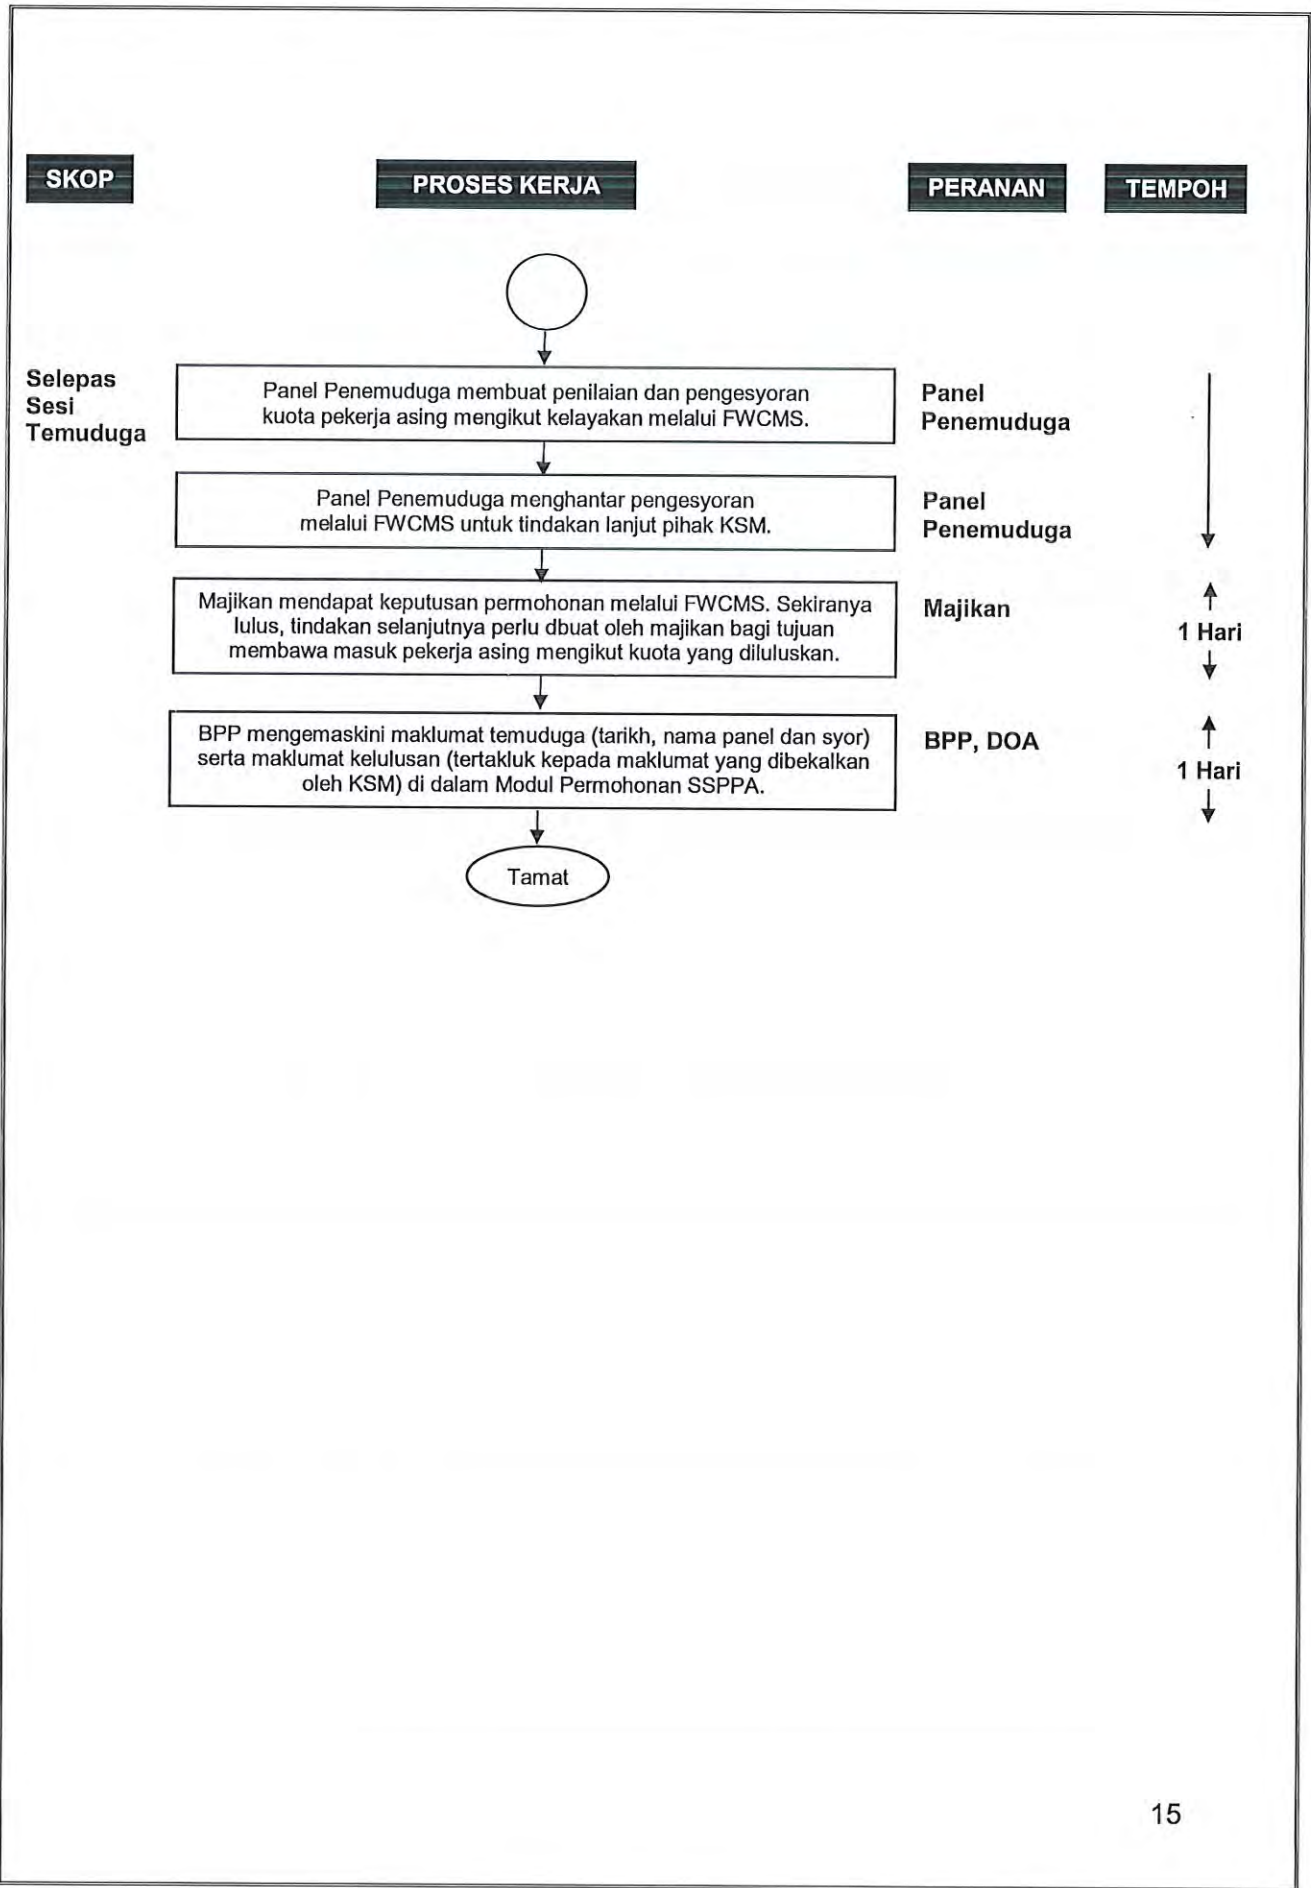 SKOP
PROSES KERJA
PERANAN
TEMPOH
Selepas
Sesi
Temuduga
Panel Penemuduga membuat penilaian dan pengesyoran
kuota pekerja asing mengikut kelayakan melalui FWCMS.
Panel
Penemuduga
Panel Penemuduga menghantar pengesyoran
melalui FWCMS untuk tindakan lanjut pihak KSM.
Panel
Penemuduga
Majikan mendapat keputusan permohonan melalui FWCMS. Sekiranya
lulus, tindakan selanjutnya perlu dbuat oleh majikan bagi tujuan
membawa masuk pekerja asing mengikut kuota yang diluluskan.
Majikan
1 Hari
BPP mengemaskini maklumat temuduga (tarikh, nama panel dan syor)
serta maklumat kelulusan (tertakluk kepada maklumat yang dibekalkan
oleh KSM) di dalam Modul Permohonan SSPPA.
BPP, DOA
1 Hari
Tamat
15